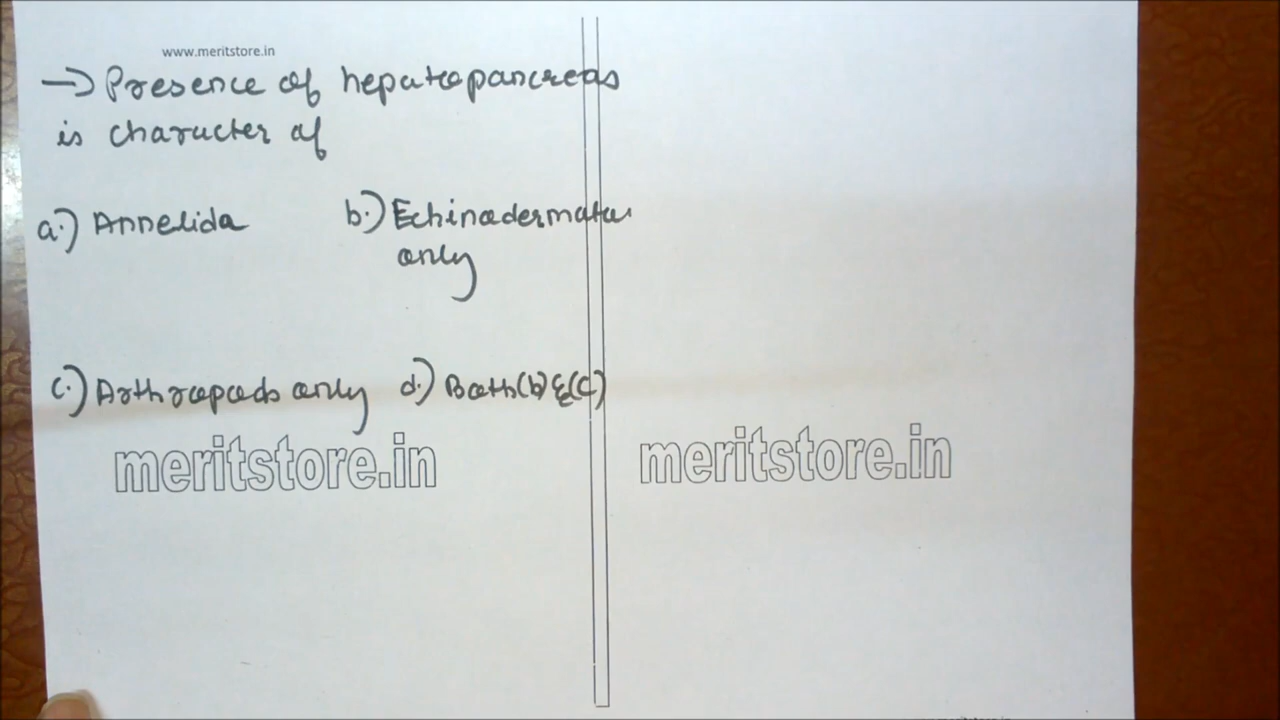 www.meritstore.in
→ Presence of hepatopancreas
is character of
a.) Annelida b.) Echinodermata
only
c.) Arthropods only d.) Both (b) & (c)
meritstore.in meritstore.in